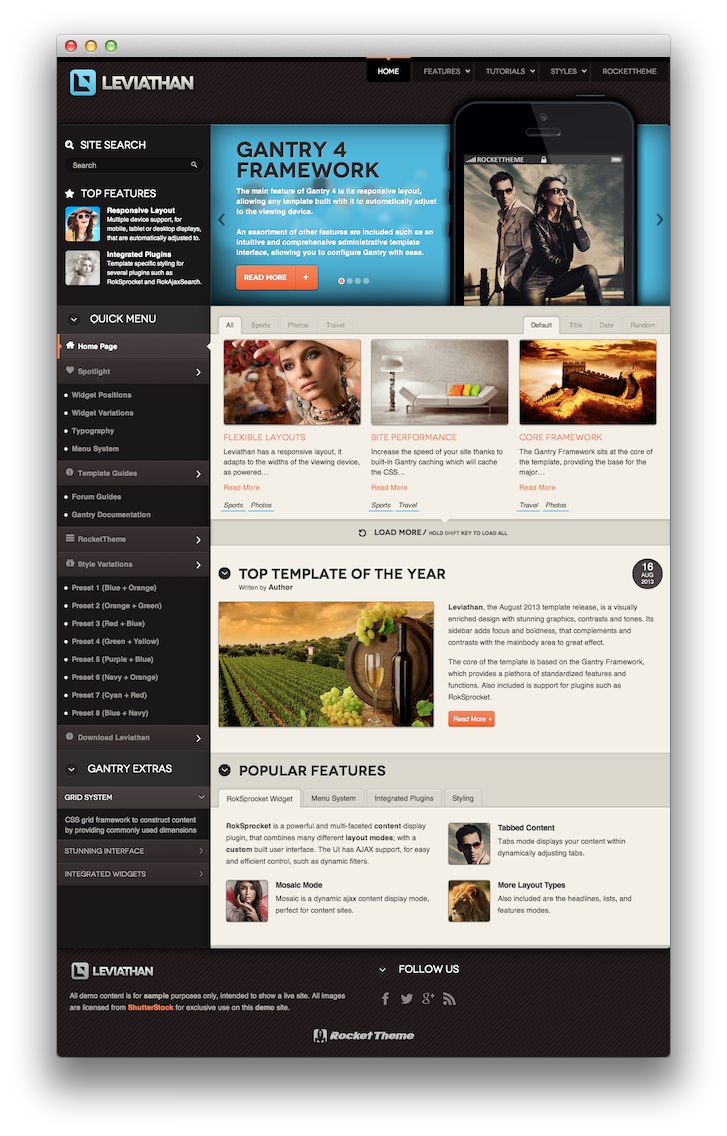 LEVIATHAN
HOME
FEATURES
TUTORIALS
STYLES
ROCKETTHEME
SITE SEARCH
Search
TOP FEATURES
Responsive Layout
Multiple device support, for
mobile, tablet or desktop displays,
that are automatically adjusted to.
Integrated Plugins
Template specific styling for
several plugins such as
RokSprocket and RokAjaxSearch.
GANTRY 4
FRAMEWORK
The main feature of Gantry 4 is its responsive layout,
allowing any template built with it to automatically adjust
to the viewing device.
An assortment of other features are included such as an
intuitive and comprehensive administrative template
interface, allowing you to configure Gantry with ease.
READ MORE +
ROCKETTHEME
QUICK MENU
Home Page
Spotlight
Widget Positions
Widget Variations
Typography
Menu System
Template Guides
Forum Guides
Gantry Documentation
RocketTheme
Style Variations
Preset 1 (Blue + Orange)
Preset 2 (Orange + Green)
Preset 3 (Red + Blue)
Preset 4 (Green + Yellow)
Preset 5 (Purple + Blue)
Preset 6 (Navy + Orange)
Preset 7 (Cyan + Red)
Preset 8 (Blue + Navy)
Download Leviathan
GANTRY EXTRAS
GRID SYSTEM
CSS grid framework to construct content
by providing commonly used dimensions
STUNNING INTERFACE
INTEGRATED WIDGETS
All
Sports
Photos
Travel
Default
Title
Date
Random
FLEXIBLE LAYOUTS
Leviathan has a responsive layout, it
adapts to the widths of the viewing device,
as powered...
Read More
Sports Photos
SITE PERFORMANCE
Increase the speed of your site thanks to
built-in Gantry caching which will cache
the CSS...
Read More
Sports Travel
CORE FRAMEWORK
The Gantry Framework sits at the core of
the template, providing the base for the
major...
Read More
Travel Photos
LOAD MORE / HOLD SHIFT KEY TO LOAD ALL
TOP TEMPLATE OF THE YEAR
Written by Author
16
AUG
2013
Leviathan, the August 2013 template release, is a visually
enriched design with stunning graphics, contrasts and tones. Its
sidebar adds focus and boldness, that complements and
contrasts with the mainbody area to great effect.
The core of the template is based on the Gantry Framework,
which provides a plethora of standardized features and
functions. Also included is support for plugins such as
RokSprocket.
Read More +
POPULAR FEATURES
RokSprocket Widget
Menu System
Integrated Plugins
Styling
RokSprocket is a powerful and multi-faceted content display
plugin, that combines many different layout modes; with a
custom built user interface. The UI has AJAX support, for easy
and efficient control, such as dynamic filters.
Tabbed Content
Tabs mode displays your content within
dynamically adjusting tabs.
Mosaic Mode
Mosaic is a dynamic ajax content display mode,
perfect for content sites.
More Layout Types
Also included are the headlines, lists, and
features modes.
LEVIATHAN
All demo content is for sample purposes only, intended to show a live site. All images
are licensed from ShutterStock for exclusive use on this demo site.
FOLLOW US
RocketTheme